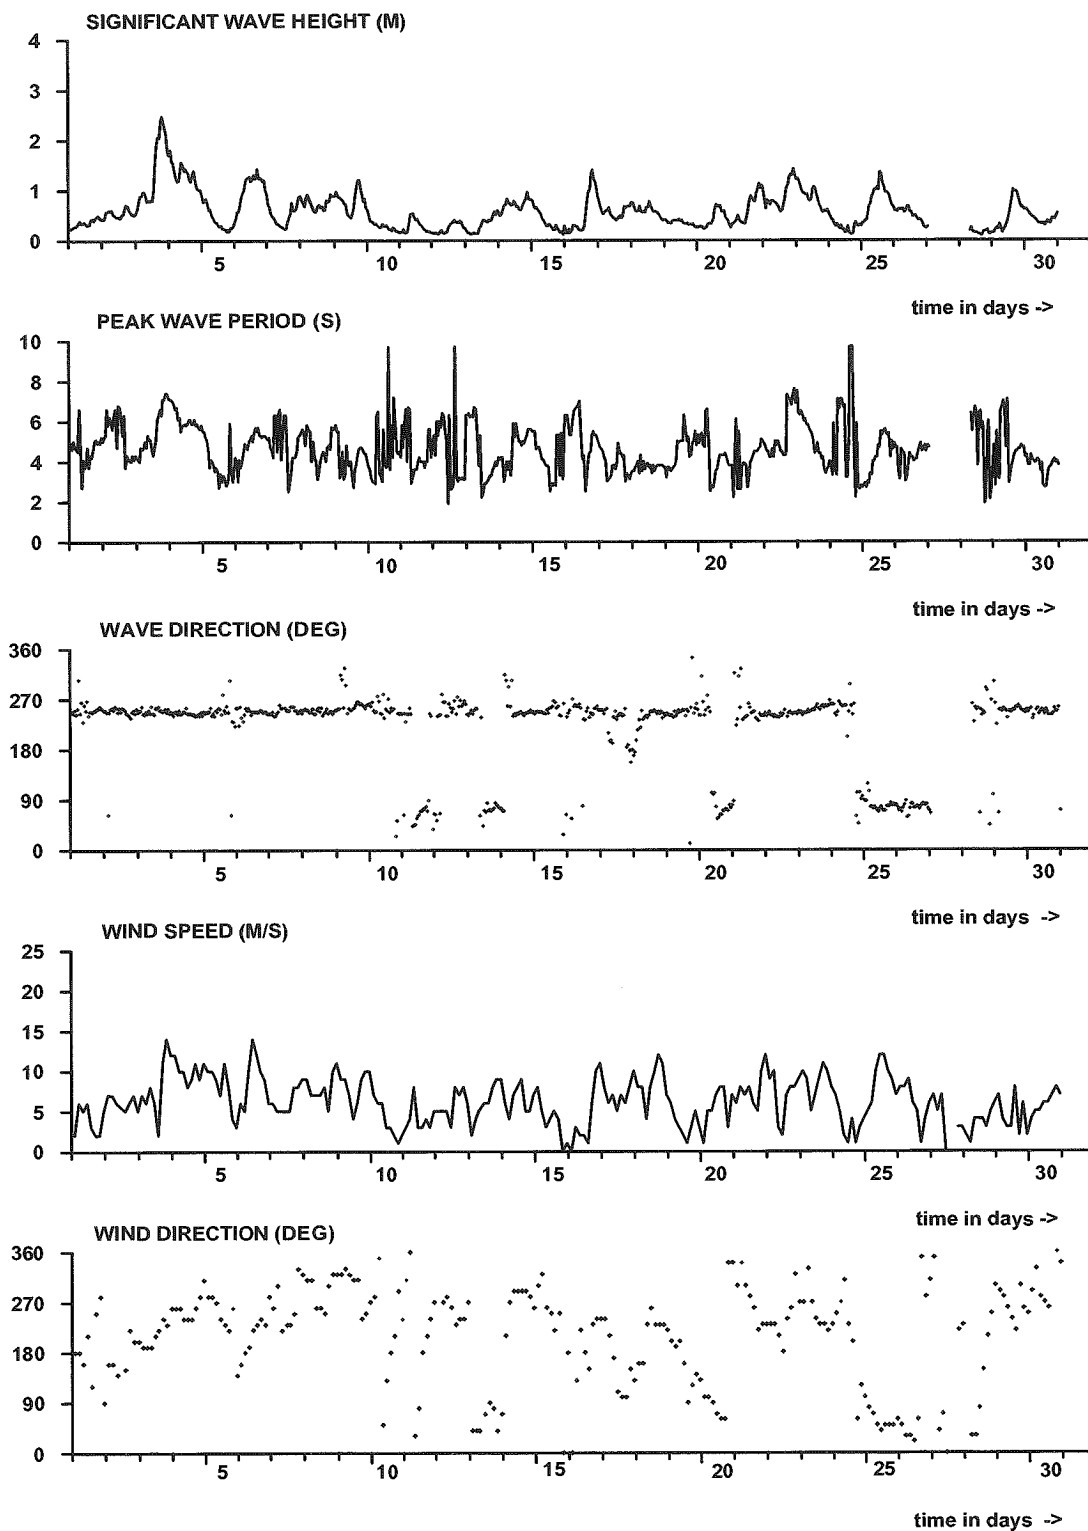 SIGNIFICANT WAVE HEIGHT (M)
4
3
2
1
0
5 10 15 20 25 30
time in days ->
PEAK WAVE PERIOD (S)
10
8
6
4
2
0
5 10 15 20 25 30
time in days ->
WAVE DIRECTION (DEG)
360
270
180
90
0
5 10 15 20 25 30
time in days ->
WIND SPEED (M/S)
25
20
15
10
5
0
5 10 15 20 25 30
time in days ->
WIND DIRECTION (DEG)
360
270
180
90
0
5 10 15 20 25 30
time in days ->